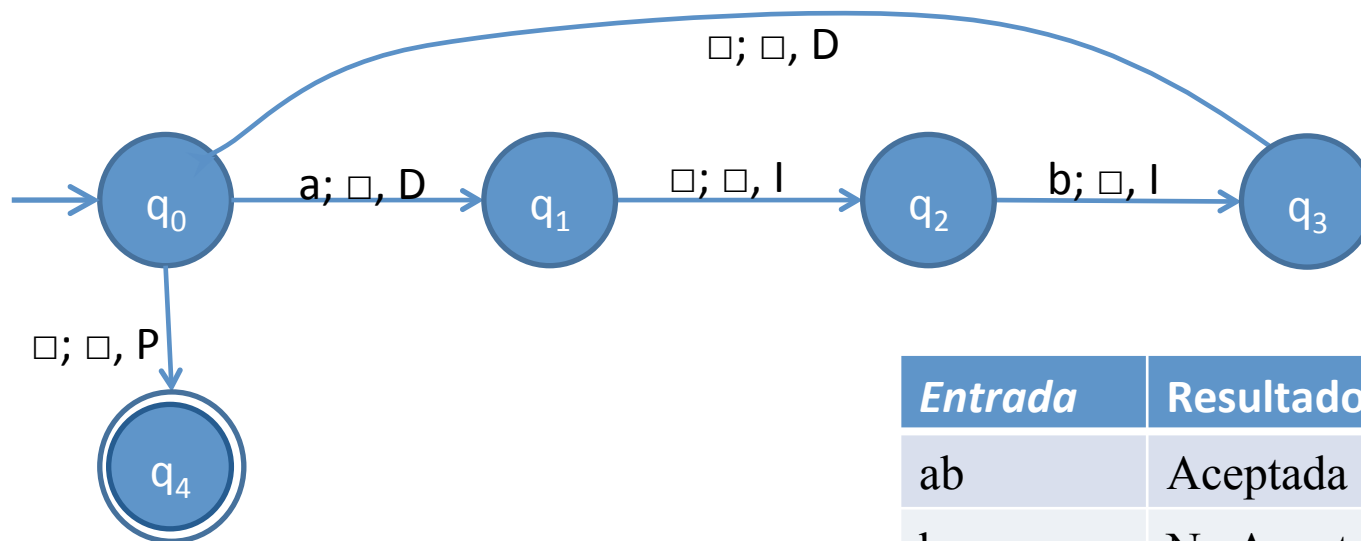 □; □, D
q0
a; □, D
q1
□; □, I
q2
b; □, I
q3
□; □, P
q4
Entrada Resultado
ab Aceptada